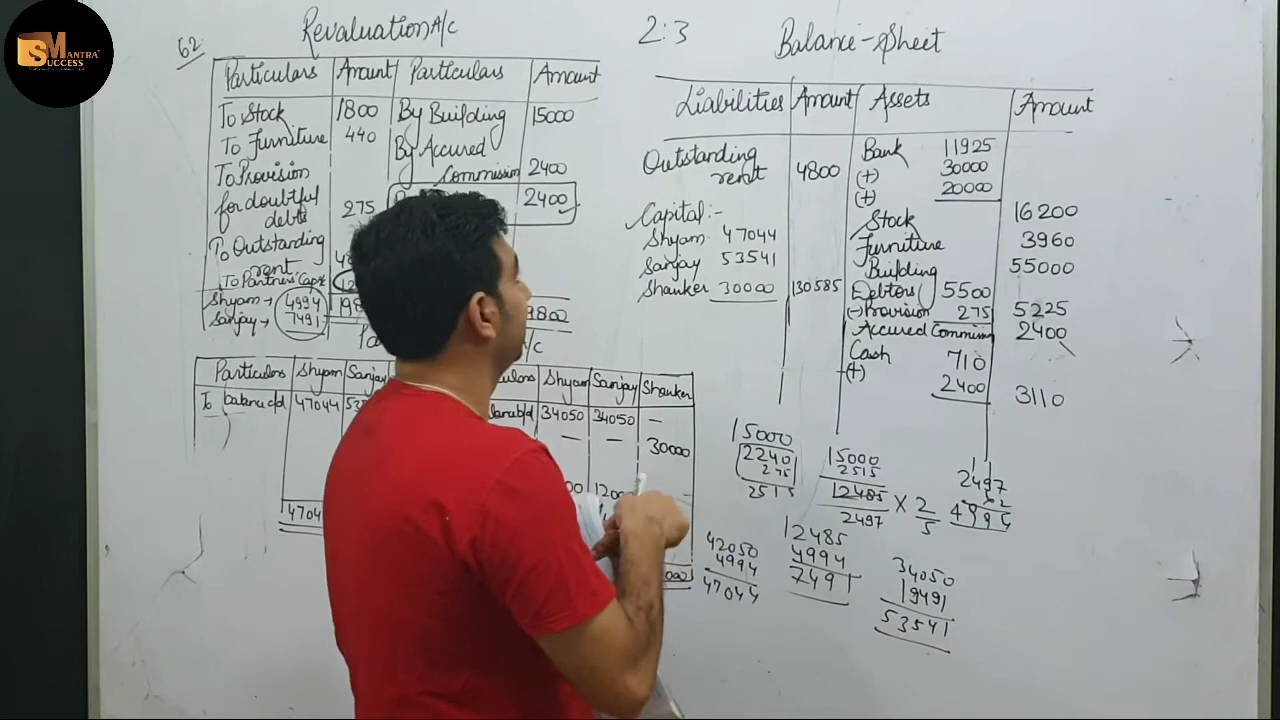 MANTRA
SUCCESS
62.
Revaluation A/c
Particulars Amount Particulars Amount
To Stock 1800 By Building 15000
To Furniture 440 By Accured
Commission 2400
To Provision
for doubtful
debts 275 2400
To Outstanding
rent
To Partners' Cap
Shyam → 4994
Sanjay → 7491 9800
A/c
Particulars Shyam Sanjay Shyam Sanjay Shanker
To balance c/d 47044 34050 34050 —
— — 30000
4704
2:3
Balance-Sheet
Liabilities Amount Assets Amount
Outstanding
rent 4800
Bank 11925
(+) 30000
(+) 20000
Capital:-
Shyam 47044
Sanjay 53541
Shanker 30000 130585
Stock 16200
Furniture 3960
Building 55000
Debtors 5500
(-) Provision 275 5225
Accured Commission 2400
Cash 710
(+) 2400 3110
15000
2240
275
2515
15000
2515
12485 × 2/5
2497
2497
4994
42050
4994
47044
12485
4994
7491
34050
19491
53541